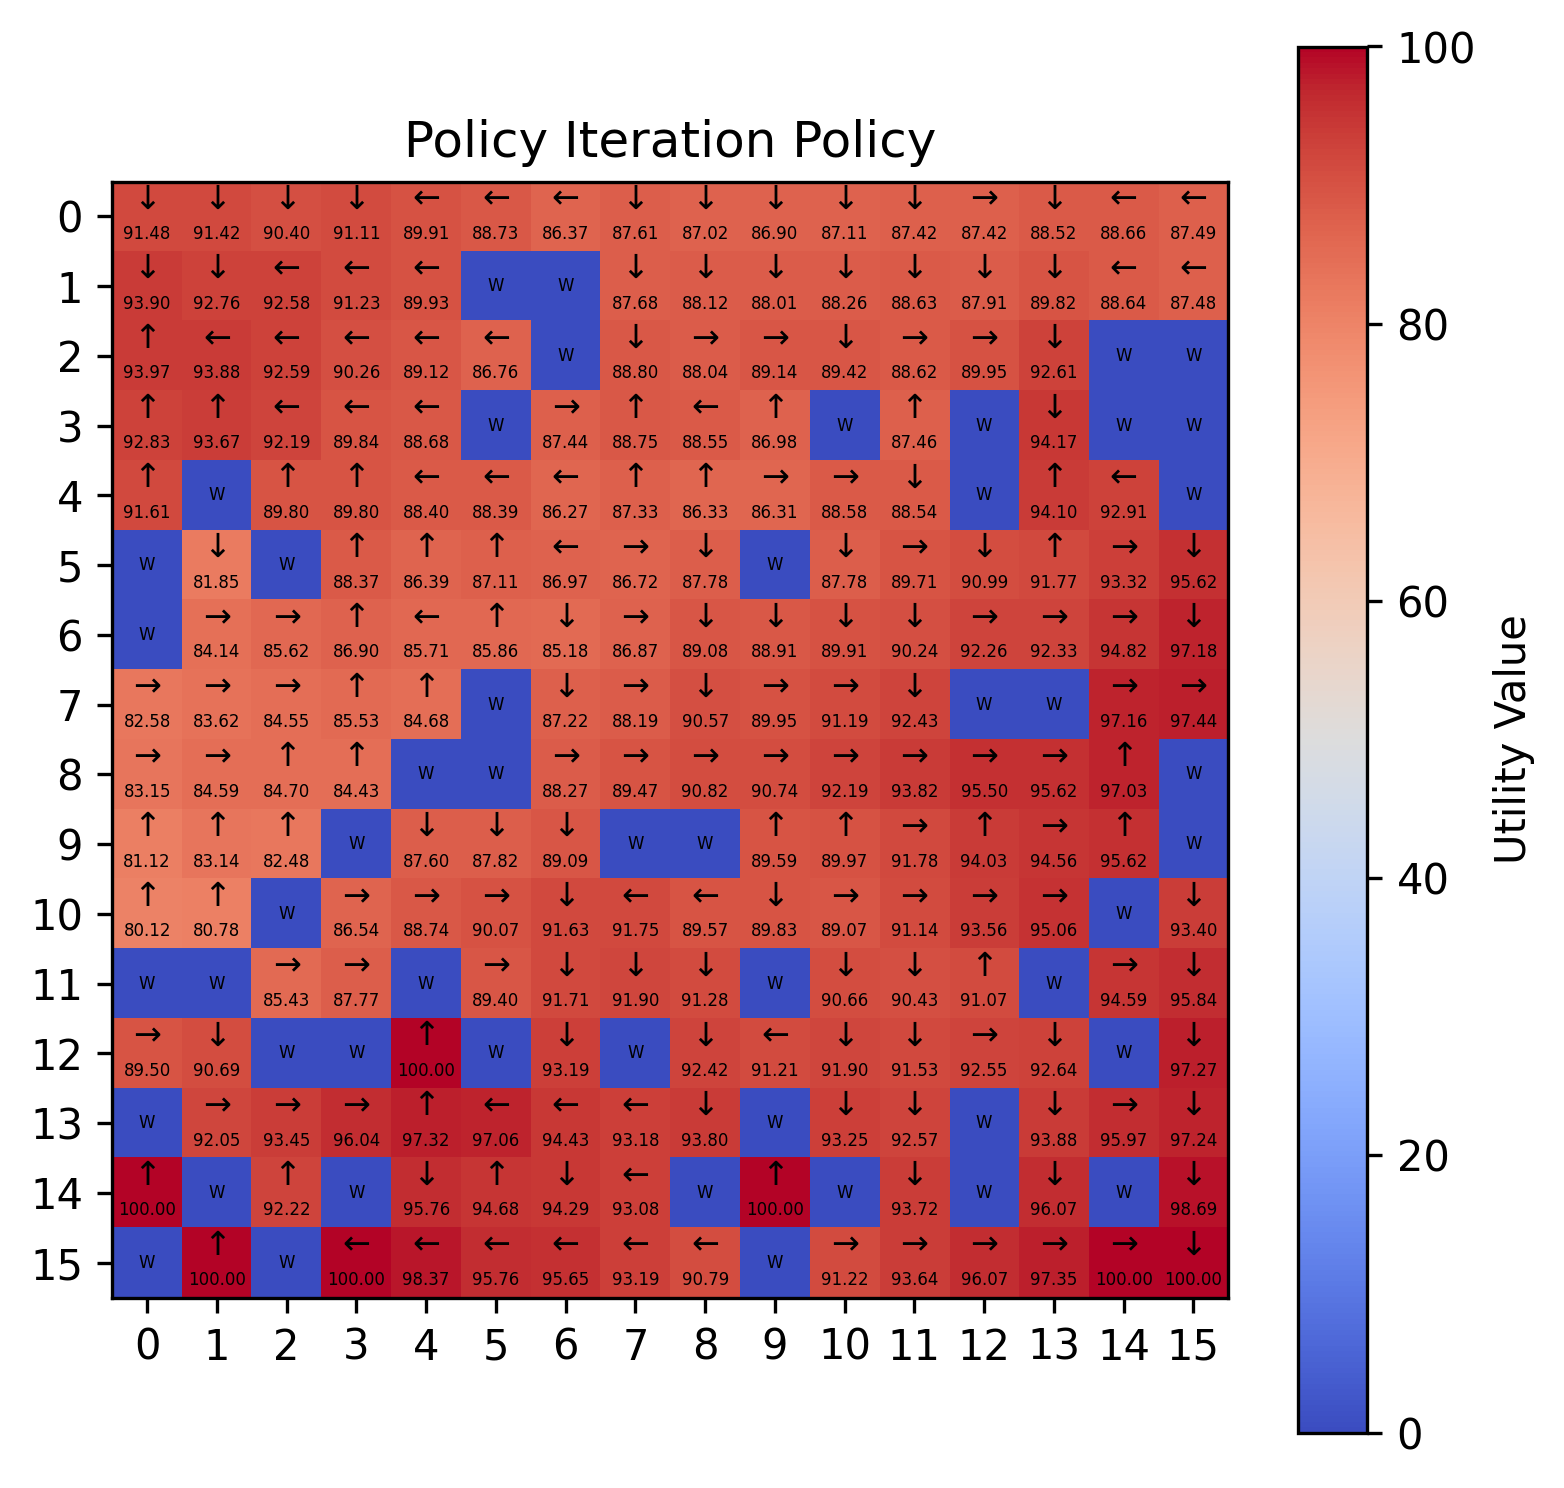 Policy Iteration Policy
100
80
60
40
20
0
Utility Value
0 ↓ ↓ ↓ ↓ ← ← ← ↓ ↓ ↓ ↓ ↓ → ↓ ← ←
91.48 91.42 90.40 91.11 89.91 88.73 86.37 87.61 87.02 86.90 87.11 87.42 87.42 88.52 88.66 87.49
1 ↓ ↓ ← ← ← W W ↓ ↓ ↓ ↓ ↓ ↓ ↓ ← ←
93.90 92.76 92.58 91.23 89.93 87.68 88.12 88.01 88.26 88.63 87.91 89.82 88.64 87.48
2 ↑ ← ← ← ← ← W ↓ → → ↓ → → ↓ W W
93.97 93.88 92.59 90.26 89.12 86.76 88.80 88.04 89.14 89.42 88.62 89.95 92.61
3 ↑ ↑ ← ← ← W → ↑ ← ↑ W ↑ W ↓ W W
92.83 93.67 92.19 89.84 88.68 87.44 88.75 88.55 86.98 87.46 94.17
4 ↑ W ↑ ↑ ← ← ← ↑ ↑ → → ↓ W ↑ ← W
91.61 89.80 89.80 88.40 88.39 86.27 87.33 86.33 86.31 88.58 88.54 94.10 92.91
5 W ↓ W ↑ ↑ ↑ ← → ↓ W ↓ → ↓ ↑ → ↓
81.85 88.37 86.39 87.11 86.97 86.72 87.78 87.78 89.71 90.99 91.77 93.32 95.62
6 W → → ↑ ← ↑ ↓ → ↓ ↓ ↓ ↓ → → → ↓
84.14 85.62 86.90 85.71 85.86 85.18 86.87 89.08 88.91 89.91 90.24 92.26 92.33 94.82 97.18
7 → → → ↑ ↑ W ↓ → ↓ → → ↓ W W → →
82.58 83.62 84.55 85.53 84.68 87.22 88.19 90.57 89.95 91.19 92.43 97.16 97.44
8 → → ↑ ↑ W W → → → → → → → → ↑ W
83.15 84.59 84.70 84.43 88.27 89.47 90.82 90.74 92.19 93.82 95.50 95.62 97.03
9 ↑ ↑ ↑ W ↓ ↓ ↓ W W ↑ ↑ → ↑ → ↑ W
81.12 83.14 82.48 87.60 87.82 89.09 89.59 89.97 91.78 94.03 94.56 95.62
10 ↑ ↑ W → → → ↓ ← ← ↓ → → → → W ↓
80.12 80.78 86.54 88.74 90.07 91.63 91.75 89.57 89.83 89.07 91.14 93.56 95.06 93.40
11 W W → → W → ↓ ↓ ↓ W ↓ ↓ ↑ W → ↓
85.43 87.77 89.40 91.71 91.90 91.28 90.66 90.43 91.07 94.59 95.84
12 → ↓ W W ↑ W ↓ W ↓ ← ↓ ↓ → ↓ W ↓
89.50 90.69 100.00 93.19 92.42 91.21 91.90 91.53 92.55 92.64 97.27
13 W → → → ↑ ← ← ← ↓ W ↓ ↓ W ↓ → ↓
92.05 93.45 96.04 97.32 97.06 94.43 93.18 93.80 93.25 92.57 93.88 95.97 97.24
14 ↑ W ↑ W ↓ ↑ ↓ ← W ↑ W ↓ W ↓ W ↓
100.00 92.22 95.76 94.68 94.29 93.08 100.00 93.72 96.07 98.69
15 W ↑ W ← ← ← ← ← ← W → → → → → ↓
100.00 100.00 98.37 95.76 95.65 93.19 90.79 91.22 93.64 96.07 97.35 100.00 100.00
0 1 2 3 4 5 6 7 8 9 10 11 12 13 14 15